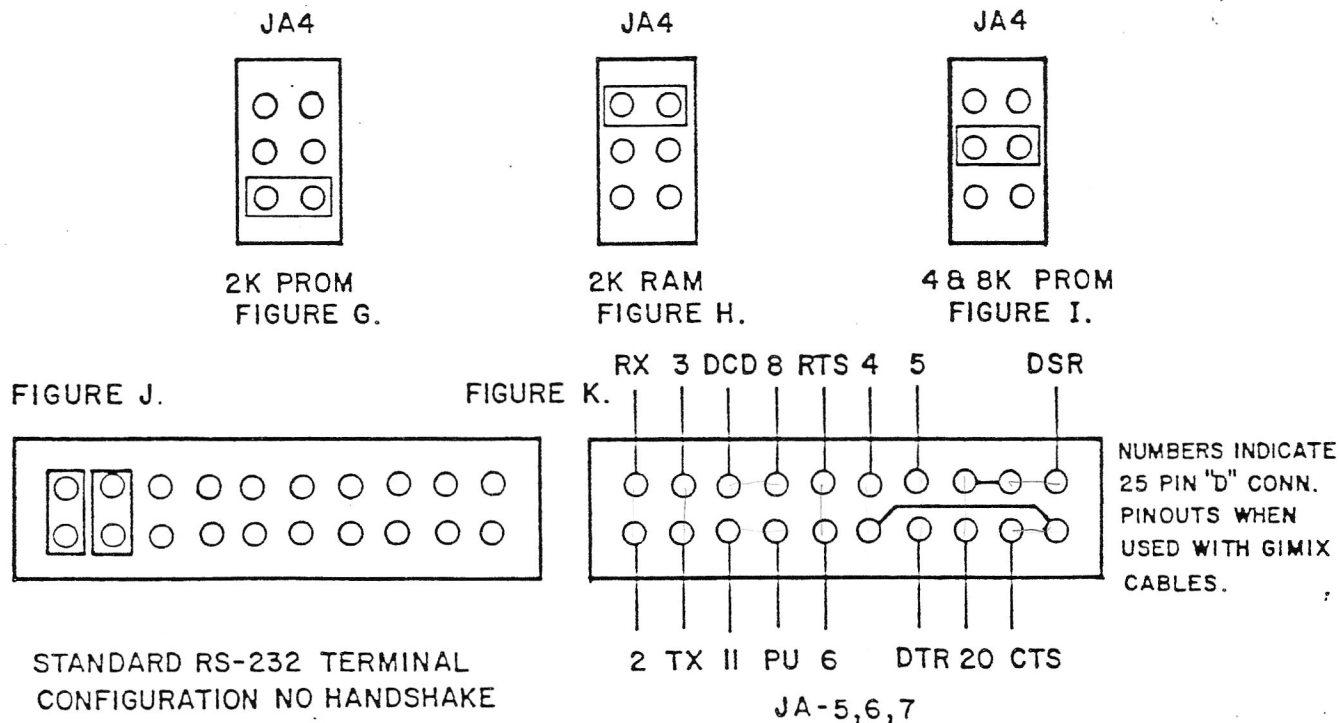 JA4 JA4 JA4
2K PROM
FIGURE G.
2K RAM
FIGURE H.
4 & 8K PROM
FIGURE I.
FIGURE J.
FIGURE K.
RX 3 DCD 8 RTS 4 5 DSR
NUMBERS INDICATE
25 PIN "D" CONN.
PINOUTS WHEN
USED WITH GIMIX
CABLES.
2 TX 11 PU 6 DTR 20 CTS
JA-5,6,7
STANDARD RS-232 TERMINAL
CONFIGURATION NO HANDSHAKE